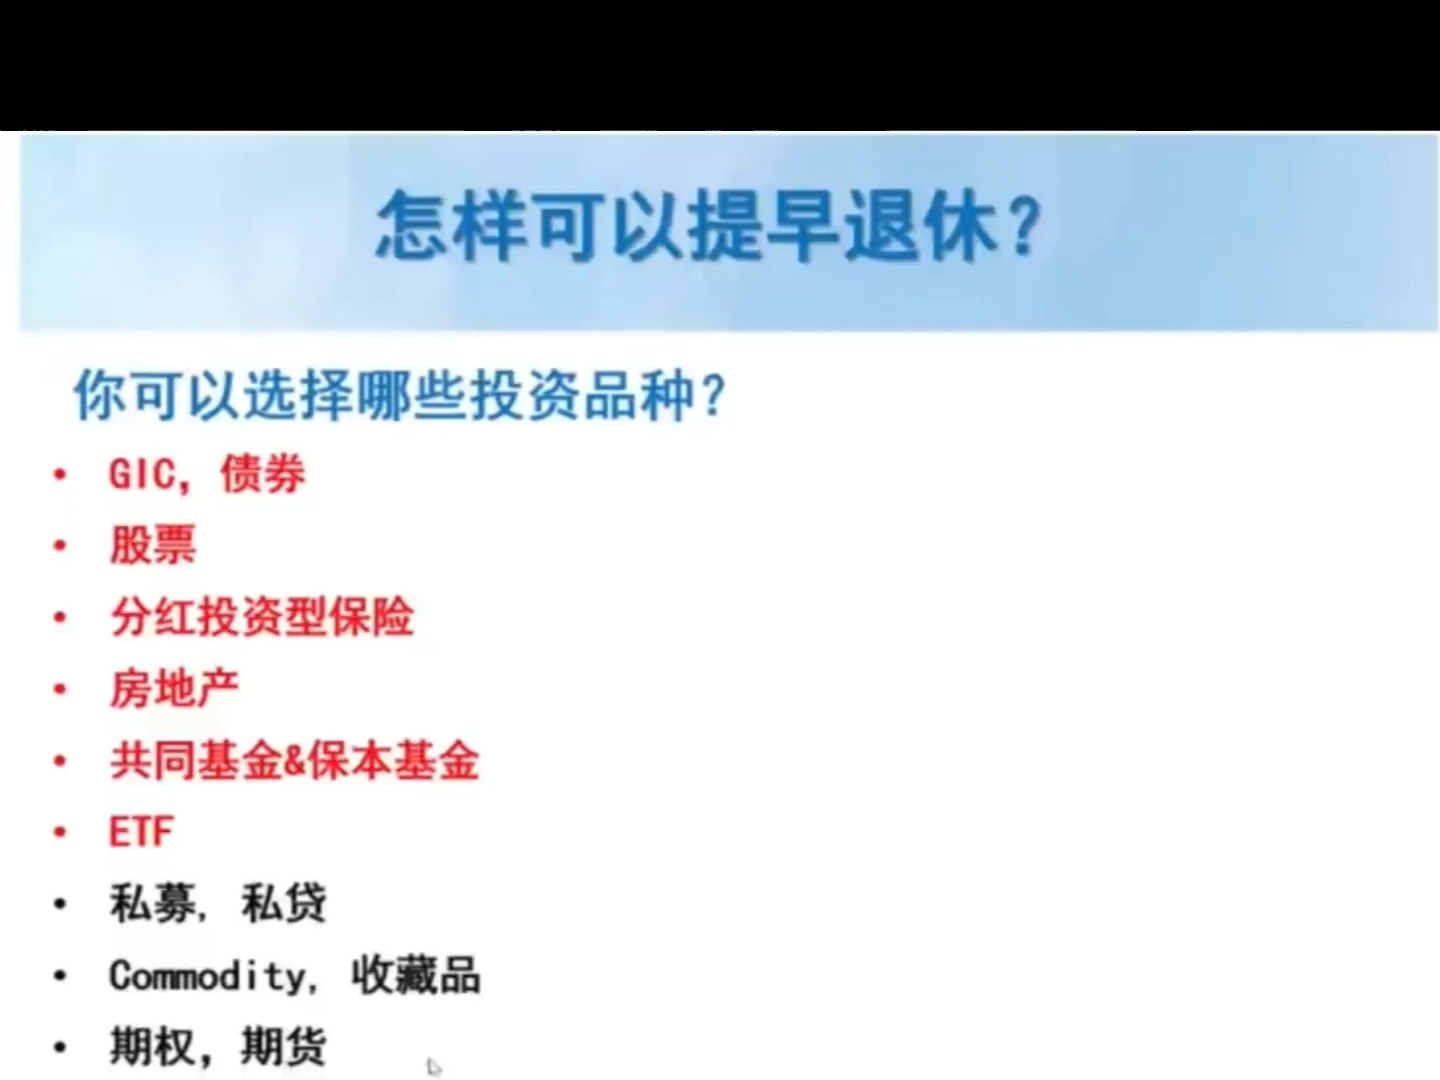 怎样可以提早退休？
你可以选择哪些投资品种？
• GIC，债券
• 股票
• 分红投资型保险
• 房地产
• 共同基金&保本基金
• ETF
• 私募, 私贷
• Commodity, 收藏品
• 期权，期货